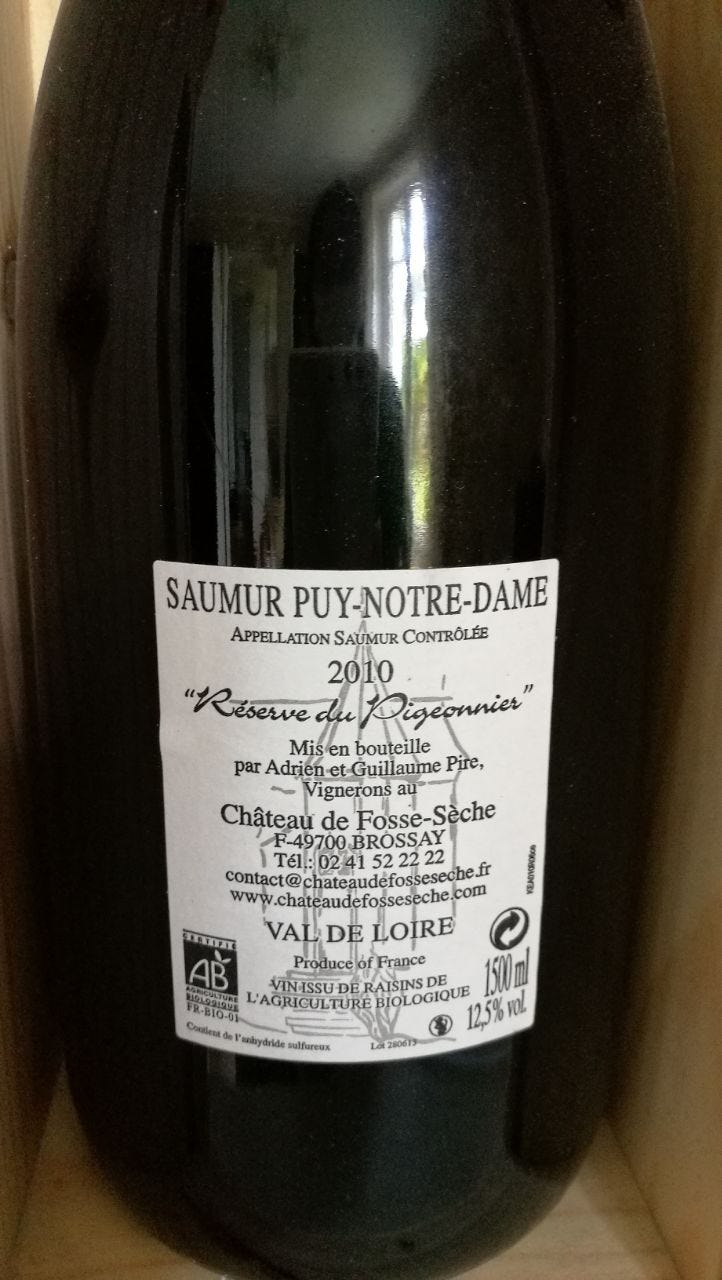 SAUMUR PUY-NOTRE-DAME
APPELLATION SAUMUR CONTRÔLÉE
2010
"Réserve du Pigeonnier"
Mis en bouteille
par Adrien et Guillaume Pire,
Vignerons au
Château de Fosse-Sèche
F-49700 BROSSAY
Tél.: 02 41 52 22 22
contact@chateaudefosseseche.fr
www.chateaudefosseseche.com
VAL DE LOIRE
Produce of France
VIN ISSU DE RAISINS DE
L'AGRICULTURE BIOLOGIQUE
CERTIFIÉ
AB
AGRICULTURE
BIOLOGIQUE
FR-BIO-01
1500 ml
12,5% vol.
Contient de l'anhydride sulfureux
Lot 280613